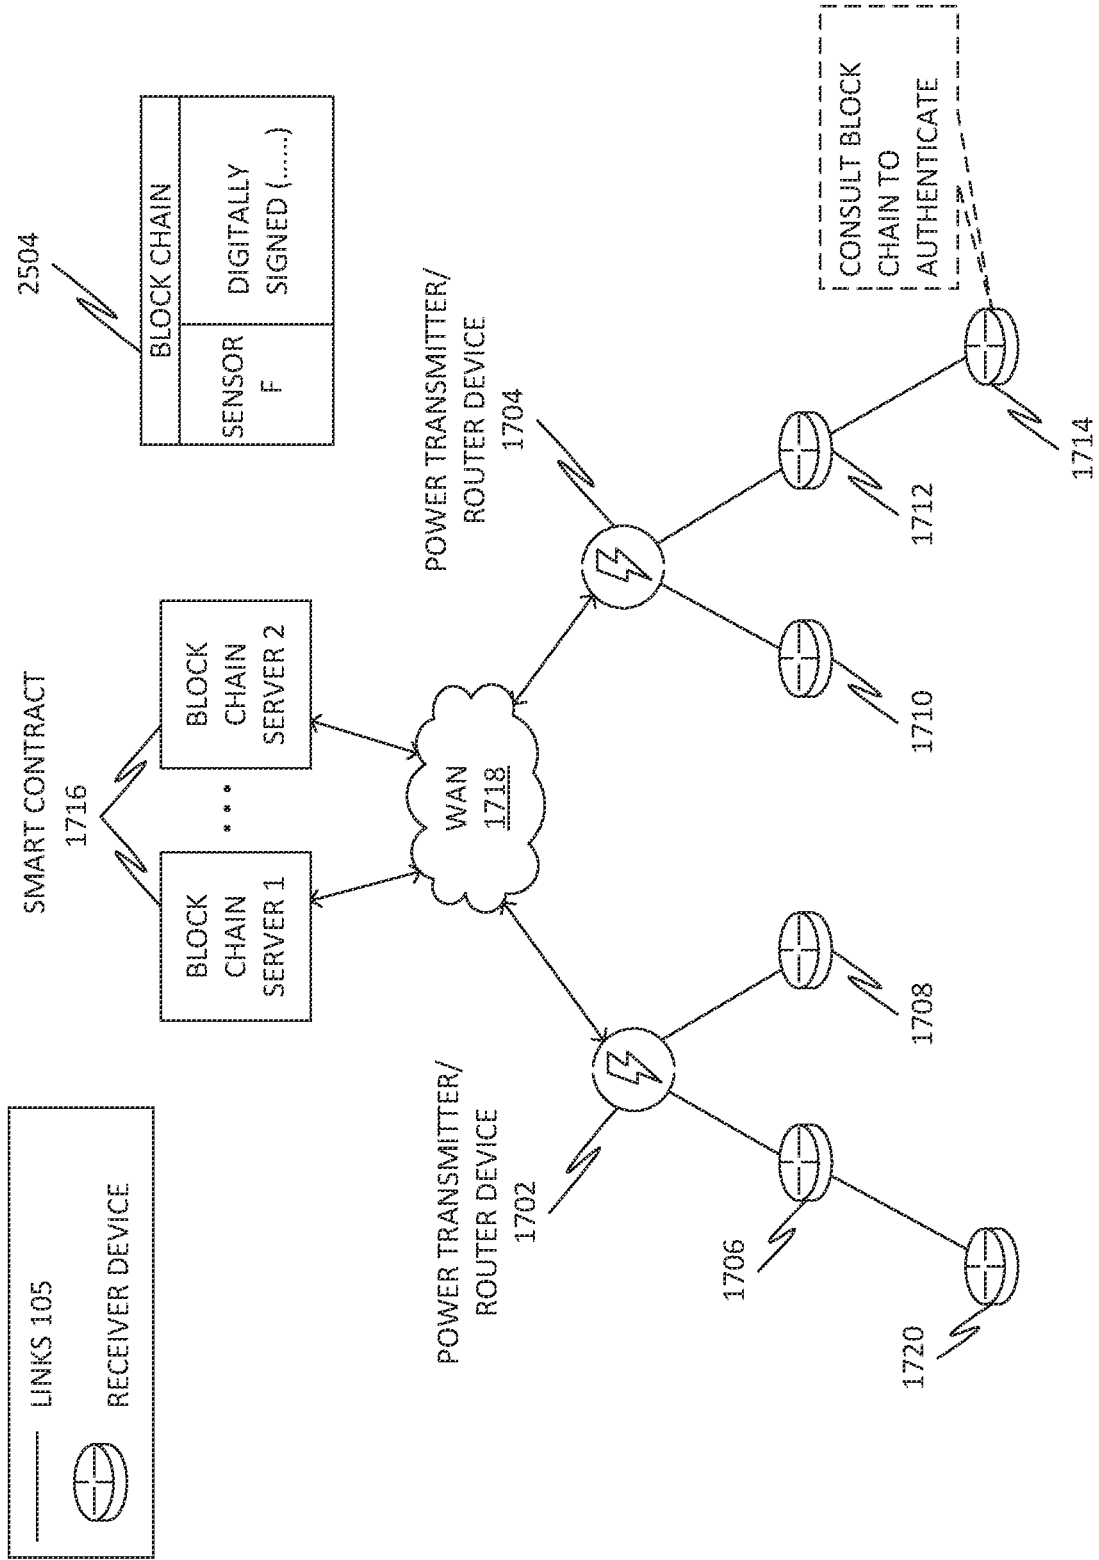 LINKS 105
RECEIVER DEVICE
SMART CONTRACT
1716
BLOCK
CHAIN
SERVER 1
...
BLOCK
CHAIN
SERVER 2
2504
BLOCK CHAIN
SENSOR
F
DIGITALLY
SIGNED (......)
WAN
1718
POWER TRANSMITTER/
ROUTER DEVICE
1702
POWER TRANSMITTER/
ROUTER DEVICE
1704
1706
1708
1710
1712
1720
1714
CONSULT BLOCK
CHAIN TO
AUTHENTICATE